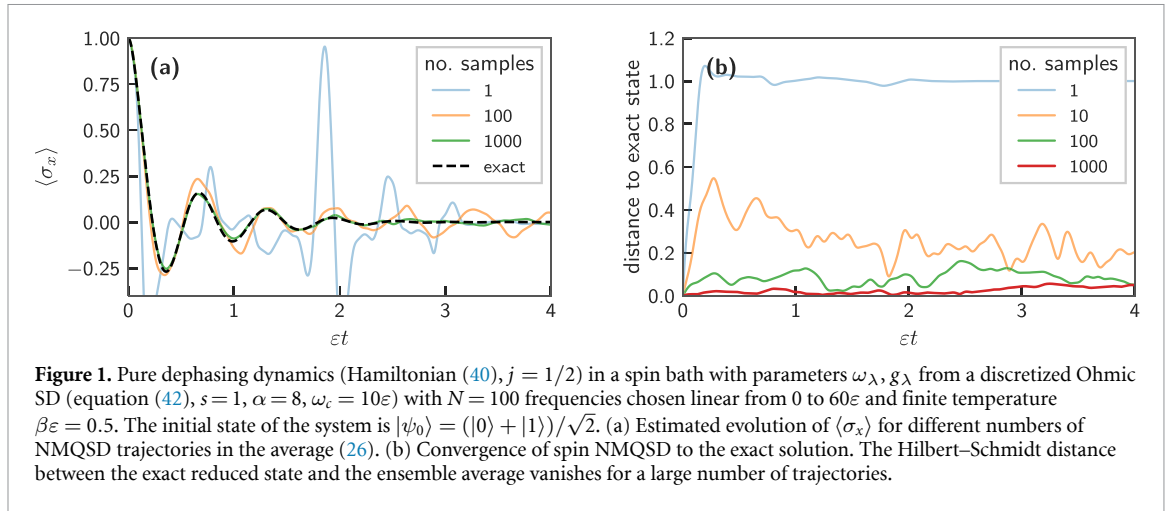 1.00
0.75
0.50
0.25
0.00
−0.25
⟨σx⟩
(a)
no. samples
1
100
1000
exact
0 1 2 3 4
εt
1.2
1.0
0.8
0.6
0.4
0.2
0.0
distance to exact state
(b)
no. samples
1
10
100
1000
0 1 2 3 4
εt
Figure 1. Pure dephasing dynamics (Hamiltonian (40), j = 1/2) in a spin bath with parameters ωλ, gλ from a discretized Ohmic
SD (equation (42), s = 1, α = 8, ωc = 10ε) with N = 100 frequencies chosen linear from 0 to 60ε and finite temperature
βε = 0.5. The initial state of the system is |ψ0⟩ = (|0⟩ + |1⟩)/√2. (a) Estimated evolution of ⟨σx⟩ for different numbers of
NMQSD trajectories in the average (26). (b) Convergence of spin NMQSD to the exact solution. The Hilbert–Schmidt distance
between the exact reduced state and the ensemble average vanishes for a large number of trajectories.